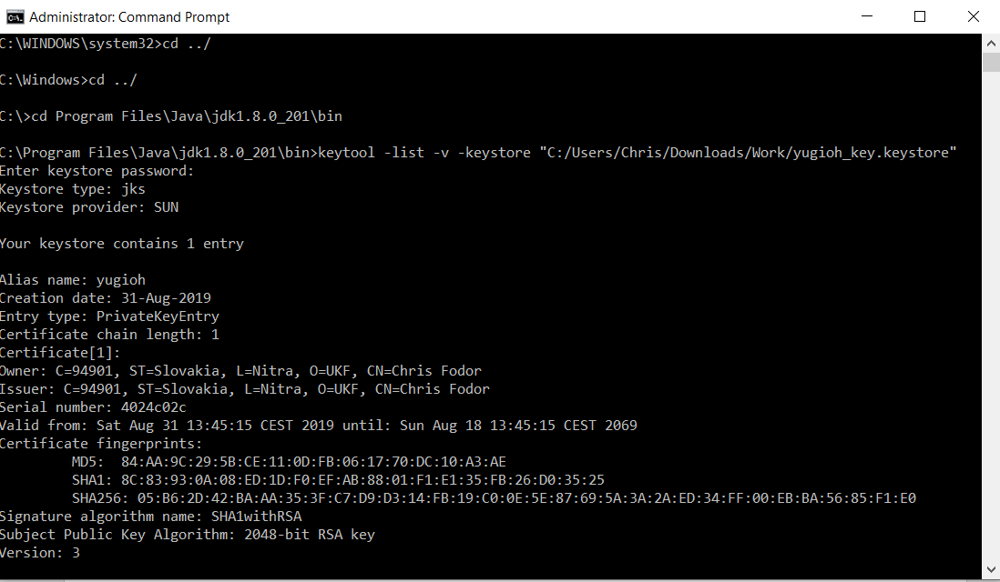 Administrator: Command Prompt
C:\WINDOWS\system32>cd ../
C:\Windows>cd ../
C:\>cd Program Files\Java\jdk1.8.0_201\bin
C:\Program Files\Java\jdk1.8.0_201\bin>keytool -list -v -keystore "C:/Users/Chris/Downloads/Work/yugioh_key.keystore"
Enter keystore password:
Keystore type: jks
Keystore provider: SUN
Your keystore contains 1 entry
Alias name: yugioh
Creation date: 31-Aug-2019
Entry type: PrivateKeyEntry
Certificate chain length: 1
Certificate[1]:
Owner: C=94901, ST=Slovakia, L=Nitra, O=UKF, CN=Chris Fodor
Issuer: C=94901, ST=Slovakia, L=Nitra, O=UKF, CN=Chris Fodor
Serial number: 4024c02c
Valid from: Sat Aug 31 13:45:15 CEST 2019 until: Sun Aug 18 13:45:15 CEST 2069
Certificate fingerprints:
MD5:  84:AA:9C:29:5B:CE:11:0D:FB:06:17:70:DC:10:A3:AE
SHA1: 8C:83:93:0A:08:ED:1D:F0:EF:AB:88:01:F1:E1:35:FB:26:D0:35:25
SHA256: 05:B6:2D:42:BA:AA:35:3F:C7:D9:D3:14:FB:19:C0:0E:5E:87:69:5A:3A:2A:ED:34:FF:00:EB:BA:56:85:F1:E0
Signature algorithm name: SHA1withRSA
Subject Public Key Algorithm: 2048-bit RSA key
Version: 3